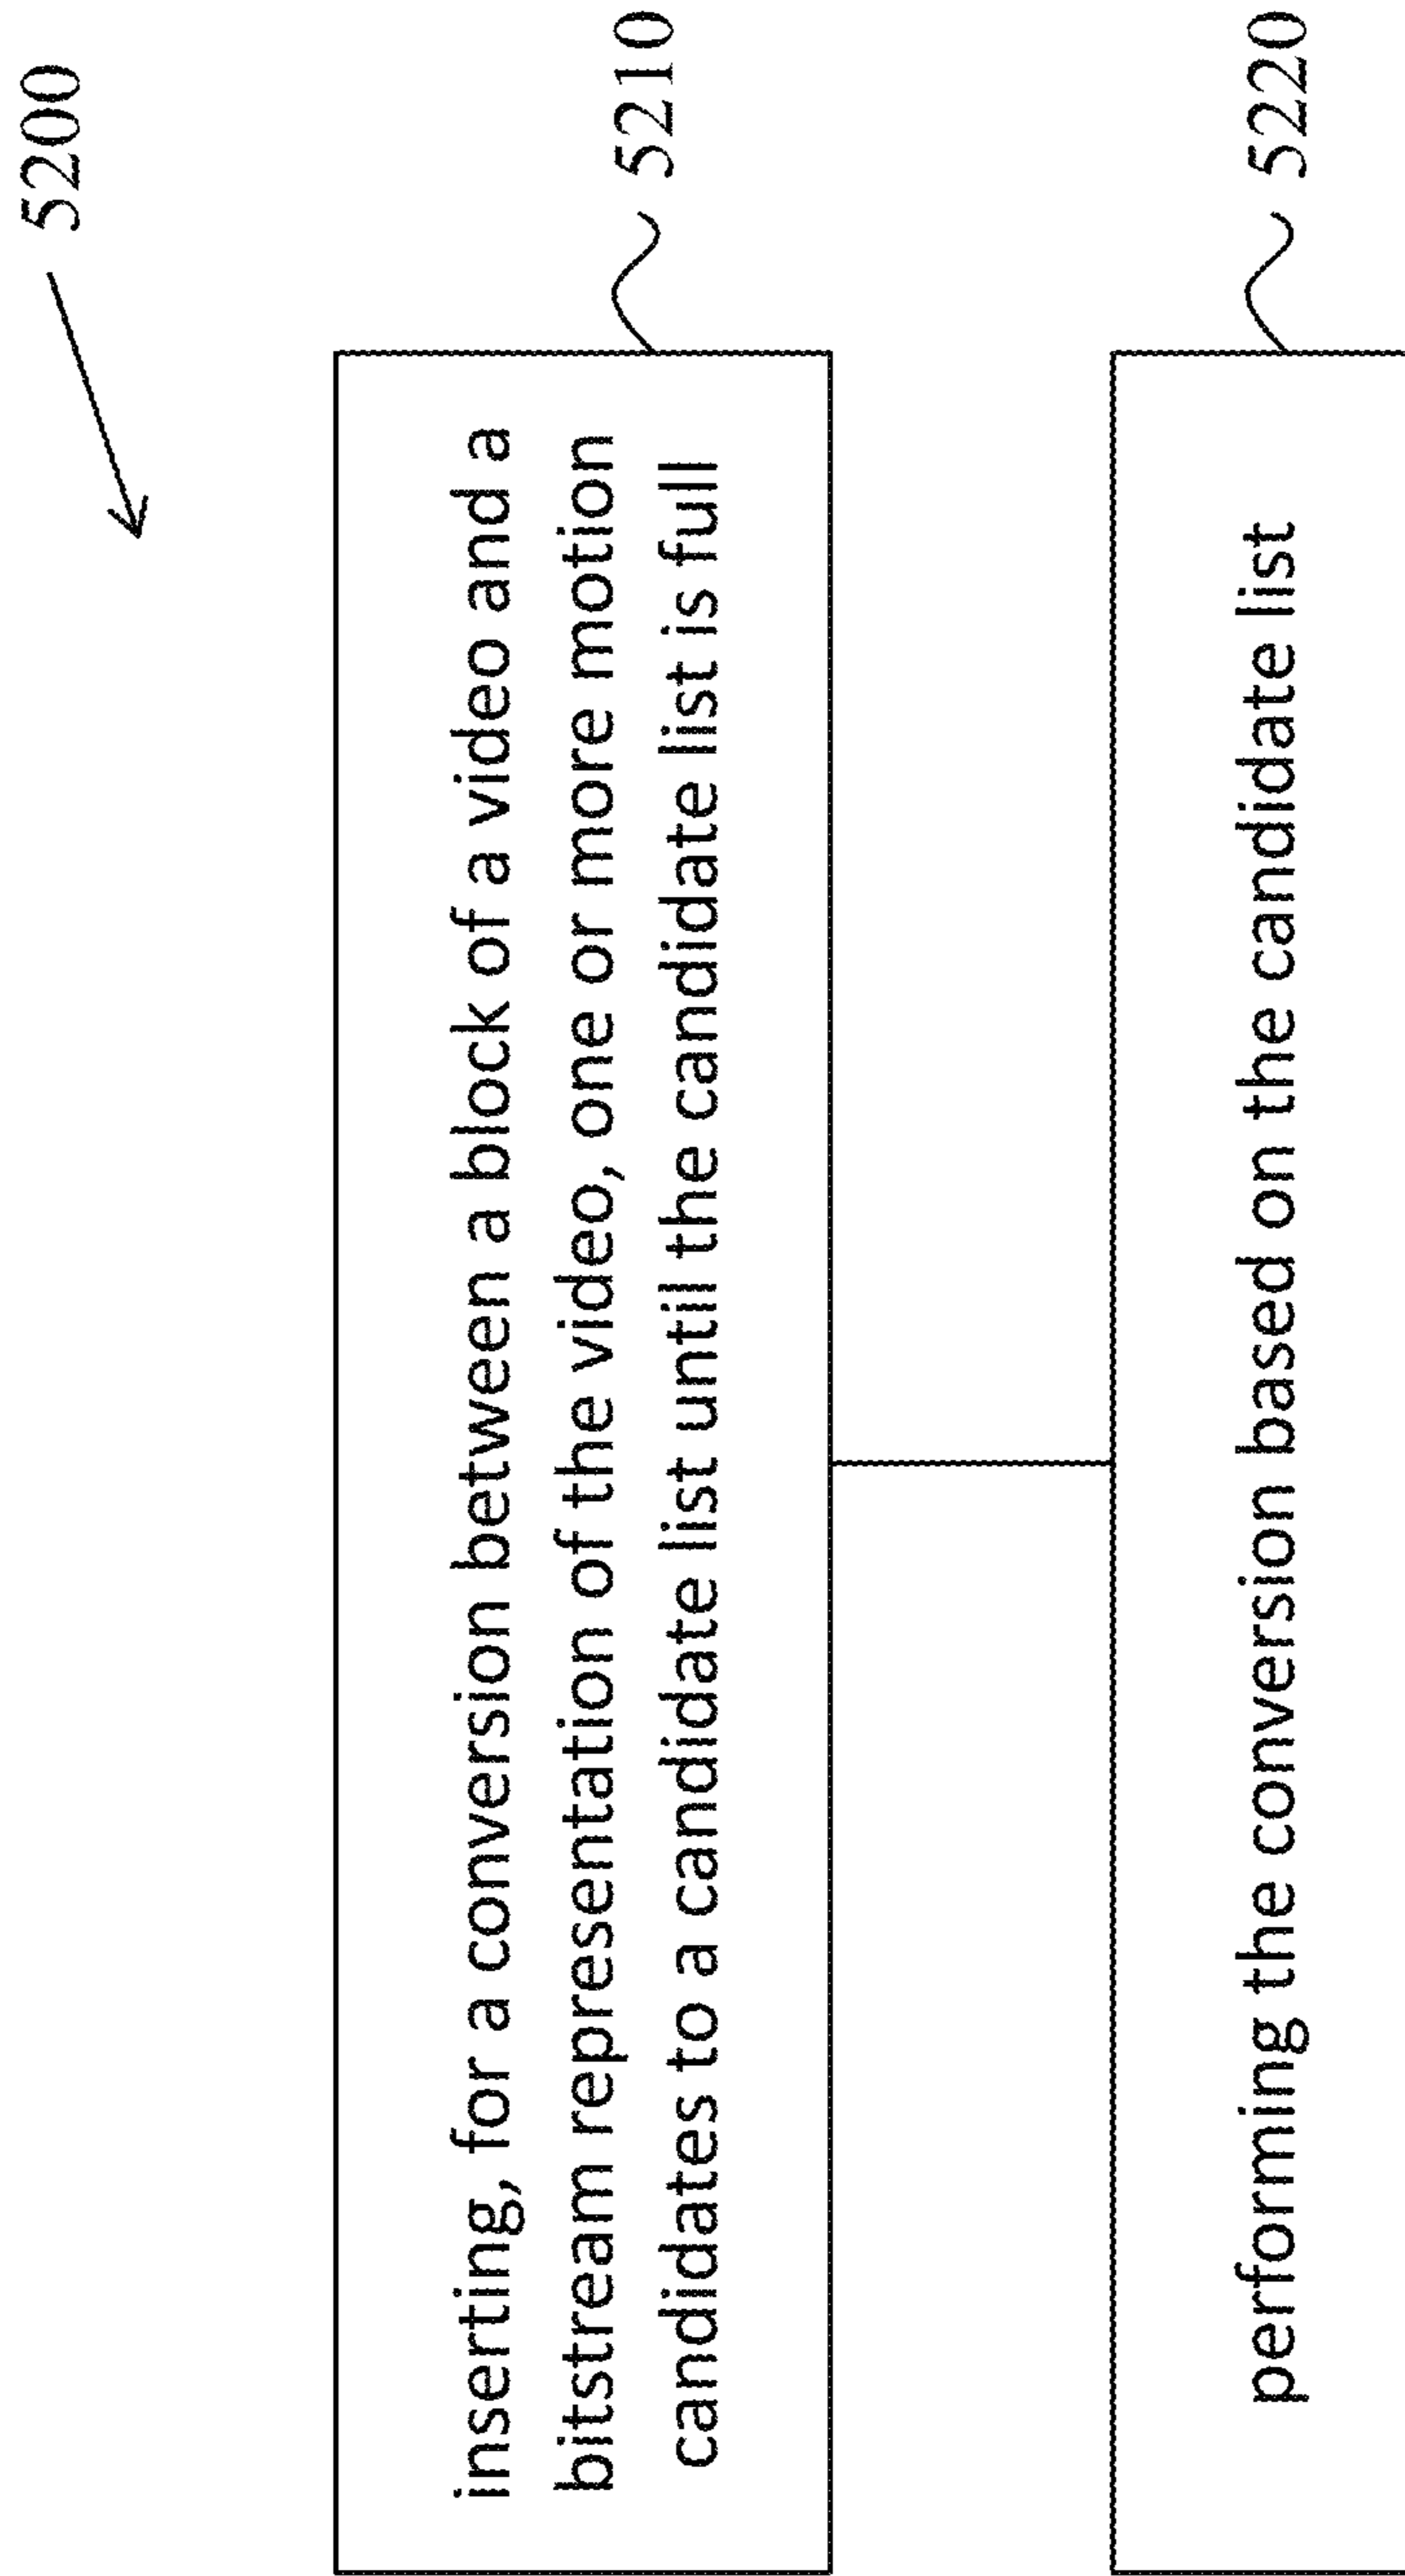 5200
inserting, for a conversion between a block of a video and a
bitstream representation of the video, one or more motion
candidates to a candidate list until the candidate list is full
5210
performing the conversion based on the candidate list
5220